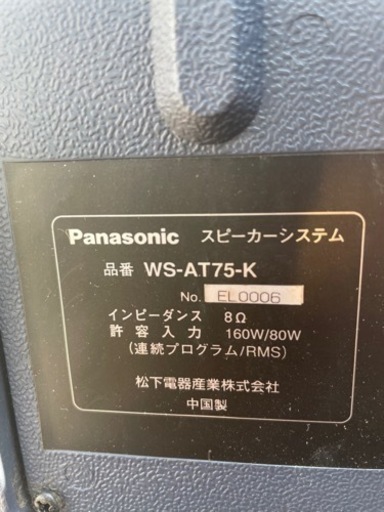 Panasonic スピーカーシステム
品番 WS-AT75-K
No. EL0006
インピーダンス 8Ω
許容入力 160W/80W
(連続プログラム/RMS)
松下電器産業株式会社
中国製